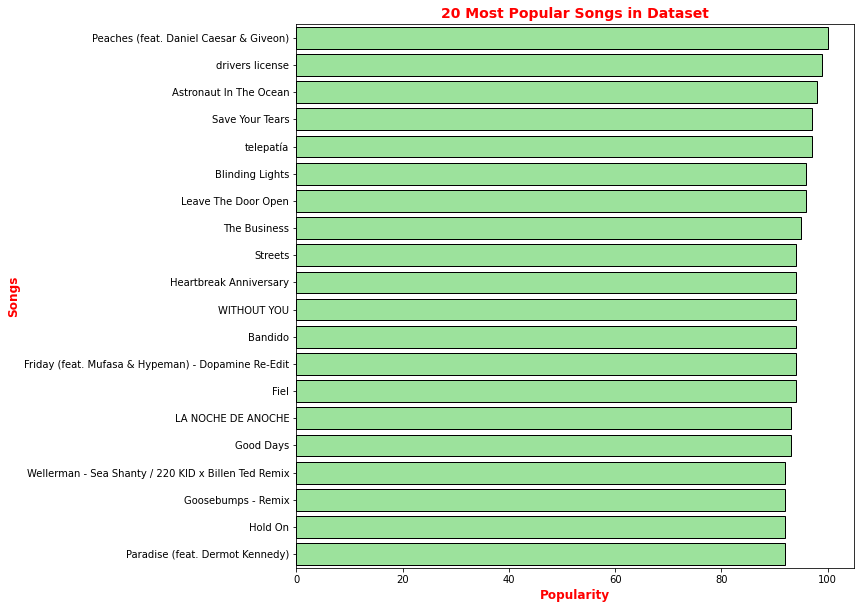 20 Most Popular Songs in Dataset
Peaches (feat. Daniel Caesar & Giveon)
drivers license
Astronaut In The Ocean
Save Your Tears
telepatía
Blinding Lights
Leave The Door Open
The Business
Streets
Heartbreak Anniversary
WITHOUT YOU
Bandido
Friday (feat. Mufasa & Hypeman) - Dopamine Re-Edit
Fiel
LA NOCHE DE ANOCHE
Good Days
Wellerman - Sea Shanty / 220 KID x Billen Ted Remix
Goosebumps - Remix
Hold On
Paradise (feat. Dermot Kennedy)
Songs
0 20 40 60 80 100
Popularity